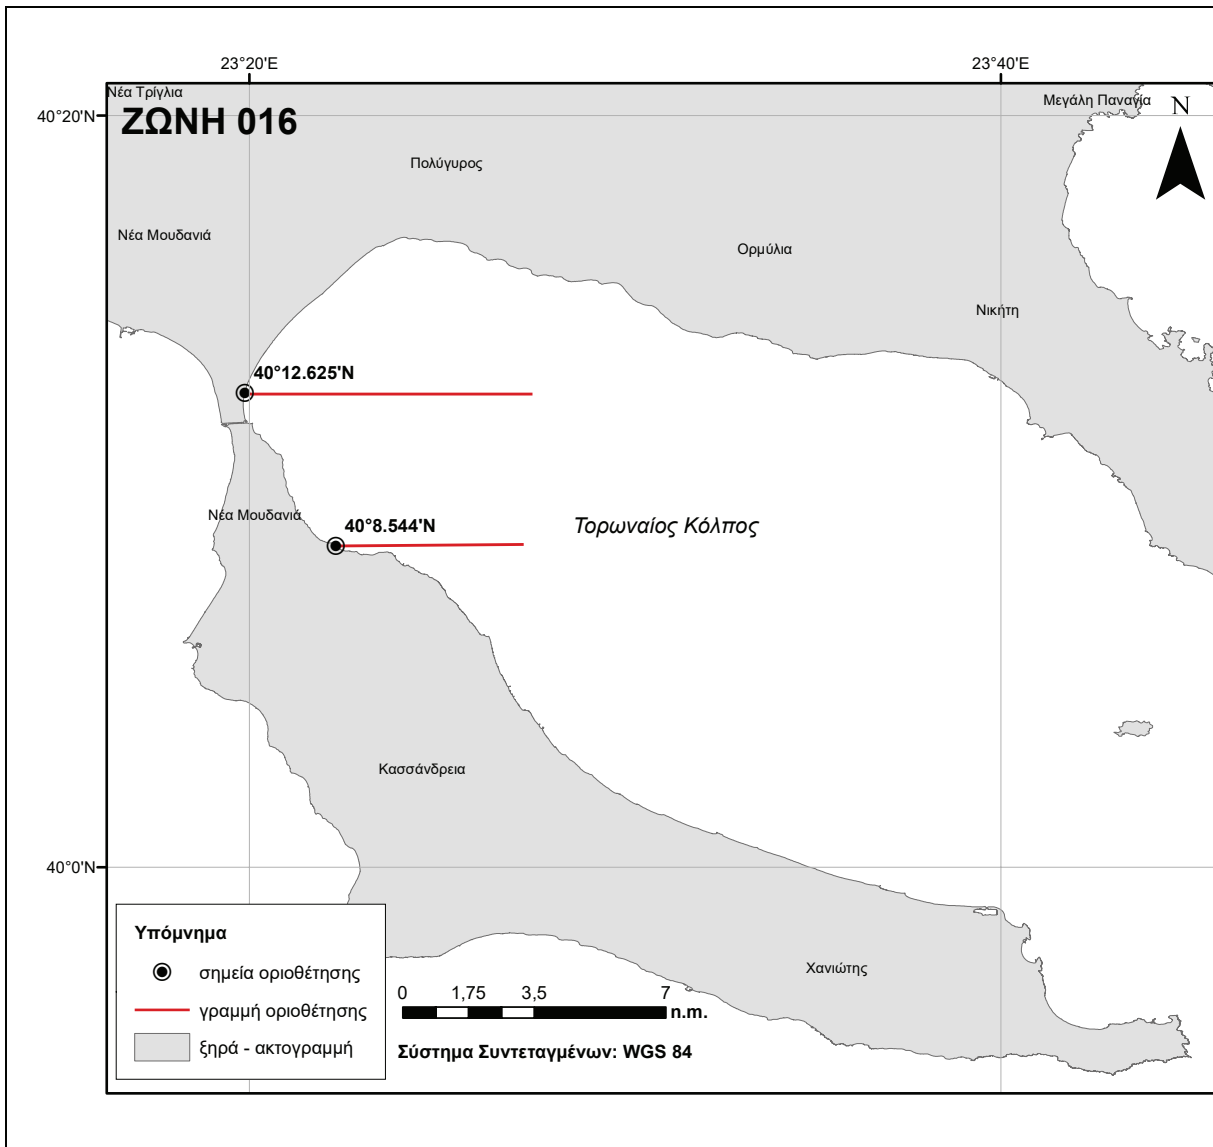 23°20'E
23°40'E
Νέα Τρίγλια
Μεγάλη Παναγία
N
40°20'N
ΖΩΝΗ 016
Πολύγυρος
Νέα Μουδανιά
Ορμύλια
Νικήτη
40°12.625'N
Νέα Μουδανιά
40°8.544'N
Τορωναίος Κόλπος
Κασσάνδρεια
40°0'N
Χανιώτης
Υπόμνημα
σημεία οριοθέτησης
γραμμή οριοθέτησης
ξηρά - ακτογραμμή
0 1,75 3,5 7
n.m.
Σύστημα Συντεταγμένων: WGS 84